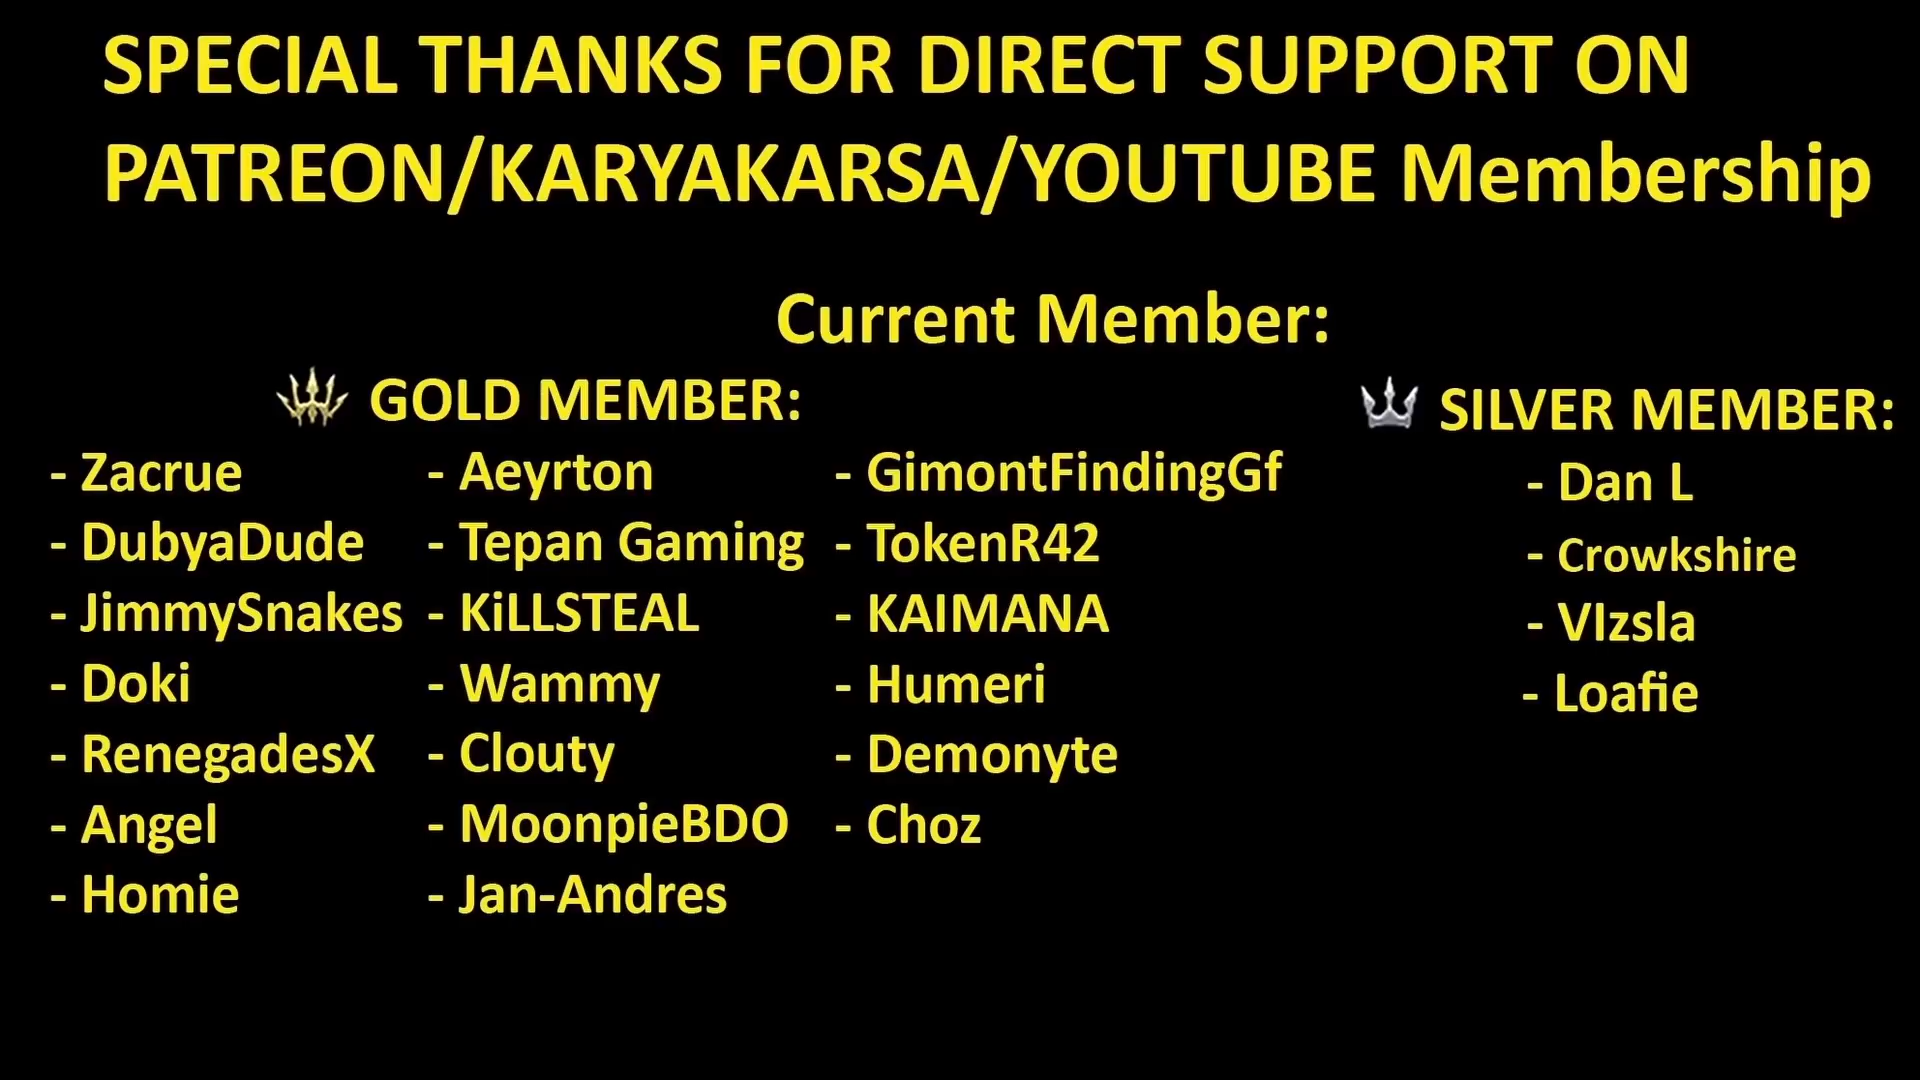 SPECIAL THANKS FOR DIRECT SUPPORT ON
PATREON/KARYAKARSA/YOUTUBE Membership
Current Member:
GOLD MEMBER:
- Zacrue
- DubyaDude
- JimmySnakes
- Doki
- RenegadesX
- Angel
- Homie
- Aeyrton
- Tepan Gaming
- KiLLSTEAL
- Wammy
- Clouty
- MoonpieBDO
- Jan-Andres
- GimontFindingGf
- TokenR42
- KAIMANA
- Humeri
- Demonyte
- Choz
SILVER MEMBER:
- Dan L
- Crowkshire
- VIzsla
- Loafie